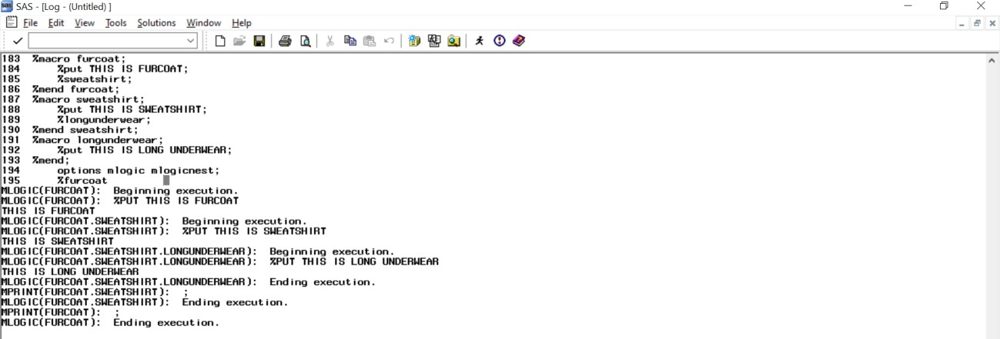 SAS - [Log - (Untitled) ]
File Edit View Tools Solutions Window Help
183 %macro furcoat;
184 %put THIS IS FURCOAT;
185 %sweatshirt;
186 %mend furcoat;
187 %macro sweatshirt;
188 %put THIS IS SWEATSHIRT;
189 %longunderwear;
190 %mend sweatshirt;
191 %macro longunderwear;
192 %put THIS IS LONG UNDERWEAR;
193 %mend;
194 options mlogic mlogicnest;
195 %furcoat
MLOGIC(FURCOAT): Beginning execution.
MLOGIC(FURCOAT): %PUT THIS IS FURCOAT
THIS IS FURCOAT
MLOGIC(FURCOAT.SWEATSHIRT): Beginning execution.
MLOGIC(FURCOAT.SWEATSHIRT): %PUT THIS IS SWEATSHIRT
THIS IS SWEATSHIRT
MLOGIC(FURCOAT.SWEATSHIRT.LONGUNDERWEAR): Beginning execution.
MLOGIC(FURCOAT.SWEATSHIRT.LONGUNDERWEAR): %PUT THIS IS LONG UNDERWEAR
THIS IS LONG UNDERWEAR
MLOGIC(FURCOAT.SWEATSHIRT.LONGUNDERWEAR): Ending execution.
MPRINT(FURCOAT.SWEATSHIRT): ;
MLOGIC(FURCOAT.SWEATSHIRT): Ending execution.
MPRINT(FURCOAT): ;
MLOGIC(FURCOAT): Ending execution.